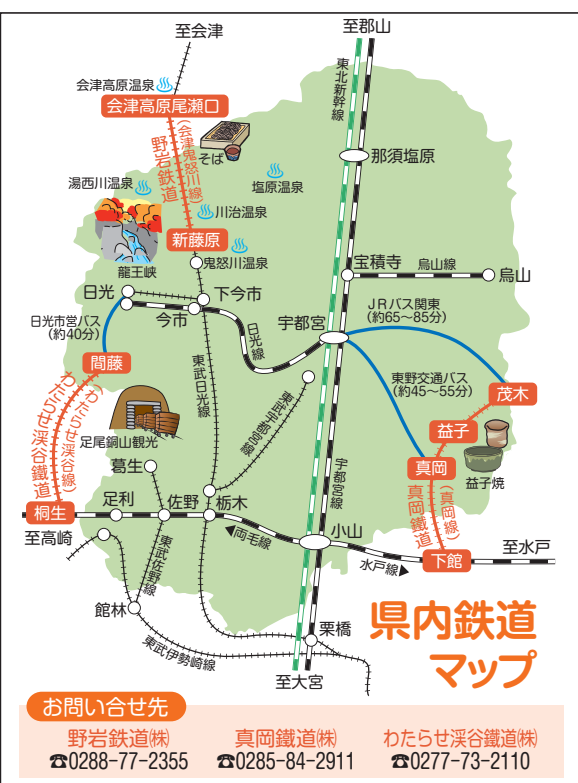 至会津
至郡山
会津高原温泉
会津高原尾瀬口
東北新幹線
野岩鉄道
(会津鬼怒川線)
そば
那須塩原
湯西川温泉
塩原温泉
川治温泉
新藤原
龍王峡
鬼怒川温泉
宝積寺
烏山線
烏山
日光
下今市
今市
日光市営バス
(約40分)
日光線
宇都宮
JRバス関東
(約65〜85分)
間藤
東武日光線
東野交通バス
(約45〜55分)
茂木
わたらせ渓谷鐵道
(わたらせ渓谷線)
東武宇都宮線
益子
足尾銅山観光
真岡
益子焼
葛生
宇都宮線
真岡鐵道
(真岡線)
桐生
足利
佐野
栃木
小山
至高崎
両毛線
水戸線
下館
至水戸
東武佐野線
館林
東武伊勢崎線
栗橋
至大宮
県内鉄道
マップ
お問い合せ先
野岩鉄道㈱
☎0288-77-2355
真岡鐵道㈱
☎0285-84-2911
わたらせ渓谷鐵道㈱
☎0277-73-2110